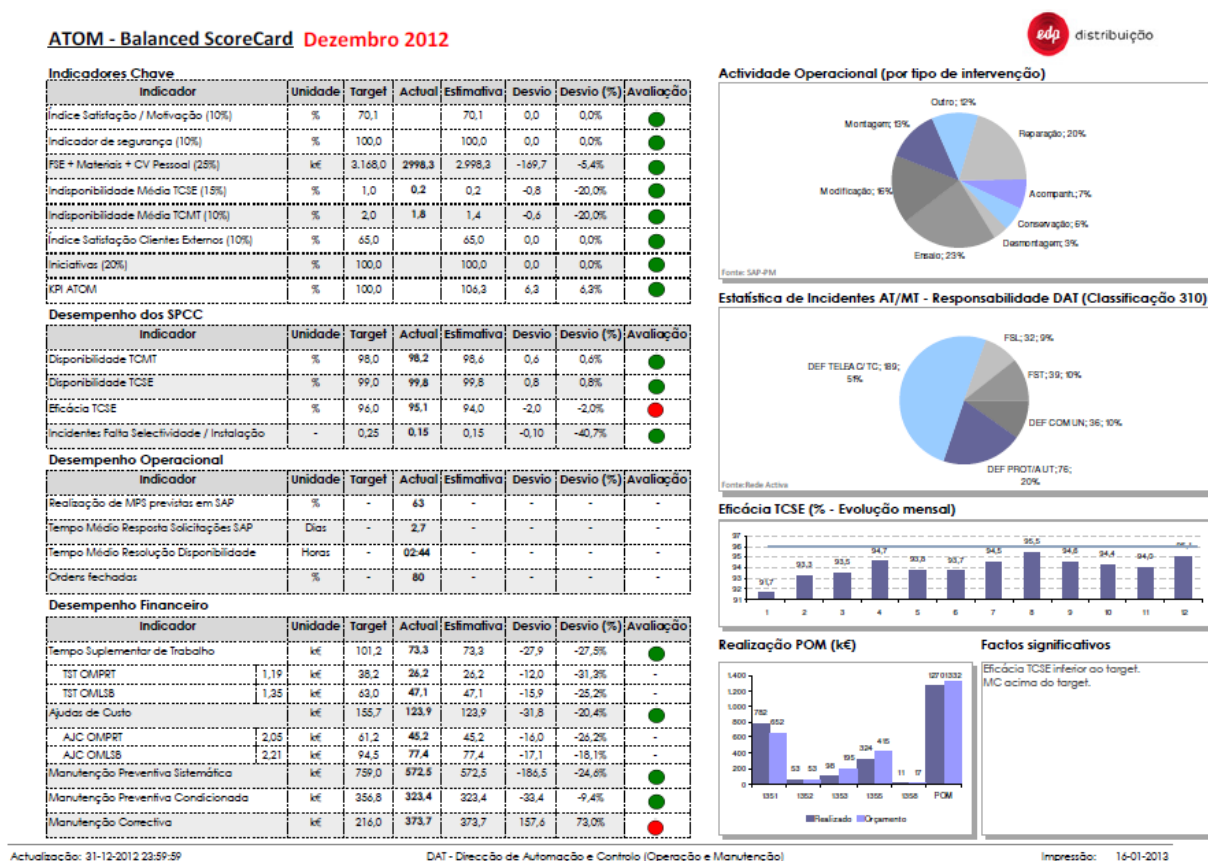 ATOM - Balanced ScoreCard Dezembro 2012
edp distribuição
Indicadores Chave
Indicador Unidade Target Actual Estimativa Desvio Desvio (%) Avaliação
Índice Satisfação / Motivação (10%) % 70,1 70,1 0,0 0,0%
Indicador de segurança (10%) % 100,0 100,0 0,0 0,0%
FSE + Materiais + CV Pessoal (25%) k€ 3.168,0 2998,3 2.998,3 -169,7 -5,4%
Indisponibilidade Média TCSE (15%) % 1,0 0,2 0,2 -0,8 -20,0%
Indisponibilidade Média TCMT (10%) % 2,0 1,8 1,4 -0,6 -20,0%
Índice Satisfação Clientes Externos (10%) % 65,0 65,0 0,0 0,0%
Iniciativas (20%) % 100,0 100,0 0,0 0,0%
KPI ATOM % 100,0 106,3 6,3 6,3%
Desempenho dos SPCC
Indicador Unidade Target Actual Estimativa Desvio Desvio (%) Avaliação
Disponibilidade TCMT % 98,0 98,2 98,6 0,6 0,6%
Disponibilidade TCSE % 99,0 99,8 99,8 0,8 0,8%
Eficácia TCSE % 96,0 95,1 94,0 -2,0 -2,0%
Incidentes Falta Selectividade / Instalação - 0,25 0,15 0,15 -0,10 -40,7%
Desempenho Operacional
Indicador Unidade Target Actual Estimativa Desvio Desvio (%) Avaliação
Realização de MPS previstas em SAP % - 63 - - - -
Tempo Médio Resposta Solicitações SAP Dias - 2,7 - - - -
Tempo Médio Resolução Disponibilidade Horas - 02:44 - - - -
Ordens fechadas % - 80 - - - -
Desempenho Financeiro
Indicador Unidade Target Actual Estimativa Desvio Desvio (%) Avaliação
Tempo Suplementar de Trabalho k€ 101,2 73,3 73,3 -27,9 -27,5%
TST OMPRT 1,19 k€ 38,2 26,2 26,2 -12,0 -31,3% -
TST OMLSB 1,35 k€ 63,0 47,1 47,1 -15,9 -25,2% -
Ajudas de Custo k€ 155,7 123,9 123,9 -31,8 -20,4%
AJC OMPRT 2,05 k€ 61,2 45,2 45,2 -16,0 -26,2% -
AJC OMLSB 2,21 k€ 94,5 77,4 77,4 -17,1 -18,1% -
Manutenção Preventiva Sistemática k€ 759,0 572,5 572,5 -186,5 -24,6%
Manutenção Preventiva Condicionada k€ 356,8 323,4 323,4 -33,4 -9,4%
Manutenção Correctiva k€ 216,0 373,7 373,7 157,6 73,0%
Actividade Operacional (por tipo de intervenção)
Outro; 12%
Montagem; 13%
Reparação; 20%
Modificação; 16%
Acompanh.; 7%
Conservação; 6%
Desmontagem; 3%
Ensaio; 23%
Fonte: SAP-PM
Estatística de Incidentes AT/MT - Responsabilidade DAT (Classificação 310)
FSL; 32; 9%
DEF TELEAC/TC; 189;
51%
FST; 39; 10%
DEF COMUN; 36; 10%
DEF PROT/AUT; 76;
20%
Fonte: Rede Activa
Eficácia TCSE (% - Evolução mensal)
97
96
95
94
93
92
91
91,7 93,3 93,5 94,7 93,8 93,7 94,5 95,5 94,6 94,4 94,0 95,1
1 2 3 4 5 6 7 8 9 10 11 12
Realização POM (k€)
1.400
1.200
1.000
800
600
400
200
0
782 652 53 53 98 195 324 415 11 17 1270 1332
1351 1352 1353 1355 1358 POM
Realizado Orçamento
Factos significativos
Eficácia TCSE inferior ao target.
MC acima do target.
Actualização: 31-12-2012 23:59:59 DAT - Direcção de Automação e Controlo (Operação e Manutenção) Impressão: 16-01-2013